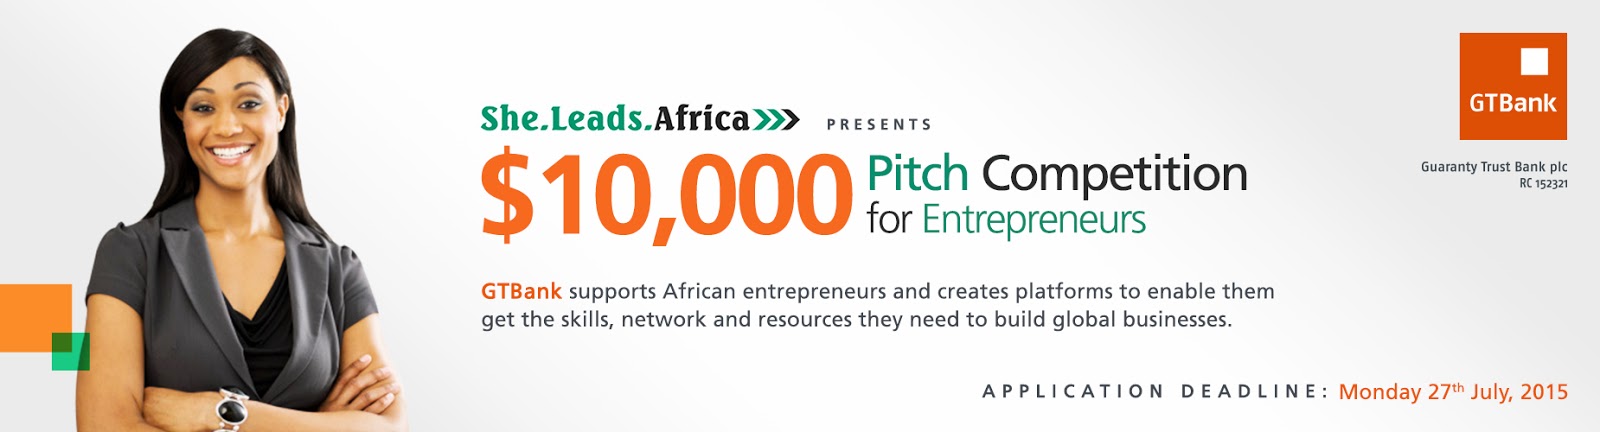 She.Leads.Africa PRESENTS
$10,000 Pitch Competition
for Entrepreneurs
GTBank supports African entrepreneurs and creates platforms to enable them
get the skills, network and resources they need to build global businesses.
GTBank
Guaranty Trust Bank plc
RC 152321
APPLICATION DEADLINE: Monday 27th July, 2015